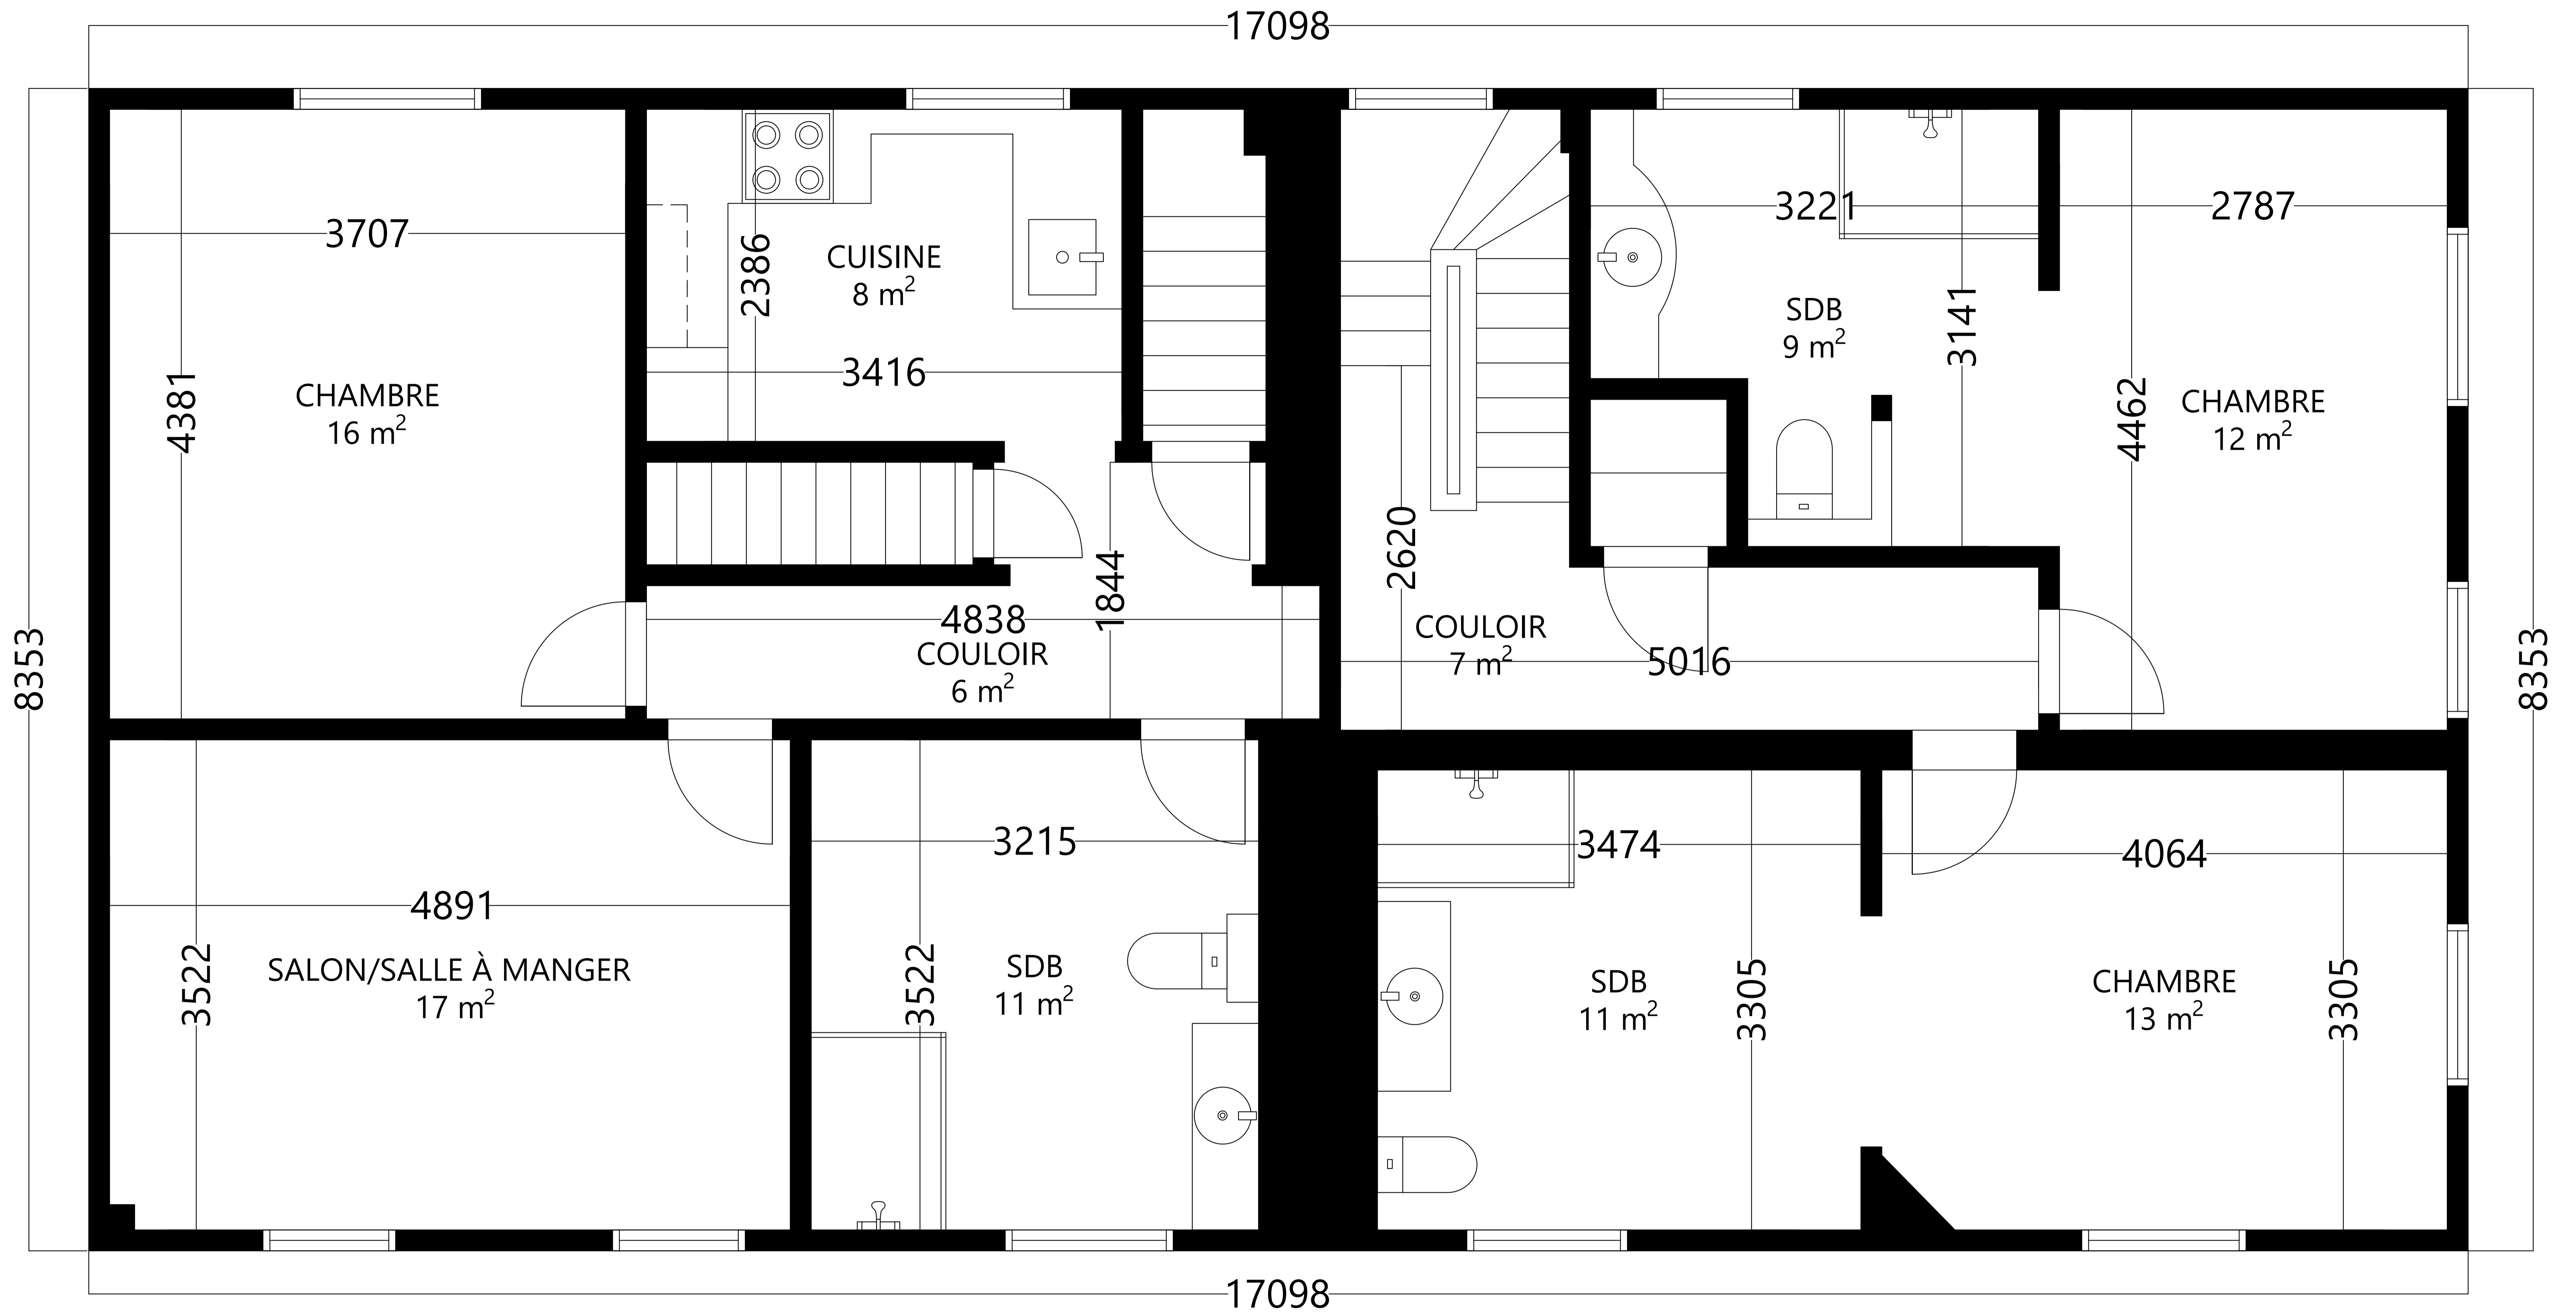 17098
3707
4381
CHAMBRE
16 m²
2386
CUISINE
8 m²
3416
3221
SDB
9 m²
3141
2787
4462
CHAMBRE
12 m²
8353
1844
4838
COULOIR
6 m²
2620
COULOIR
7 m²
5016
8353
4891
3522
SALON/SALLE À MANGER
17 m²
3215
3522
SDB
11 m²
3474
SDB
11 m²
3305
4064
CHAMBRE
13 m²
3305
17098